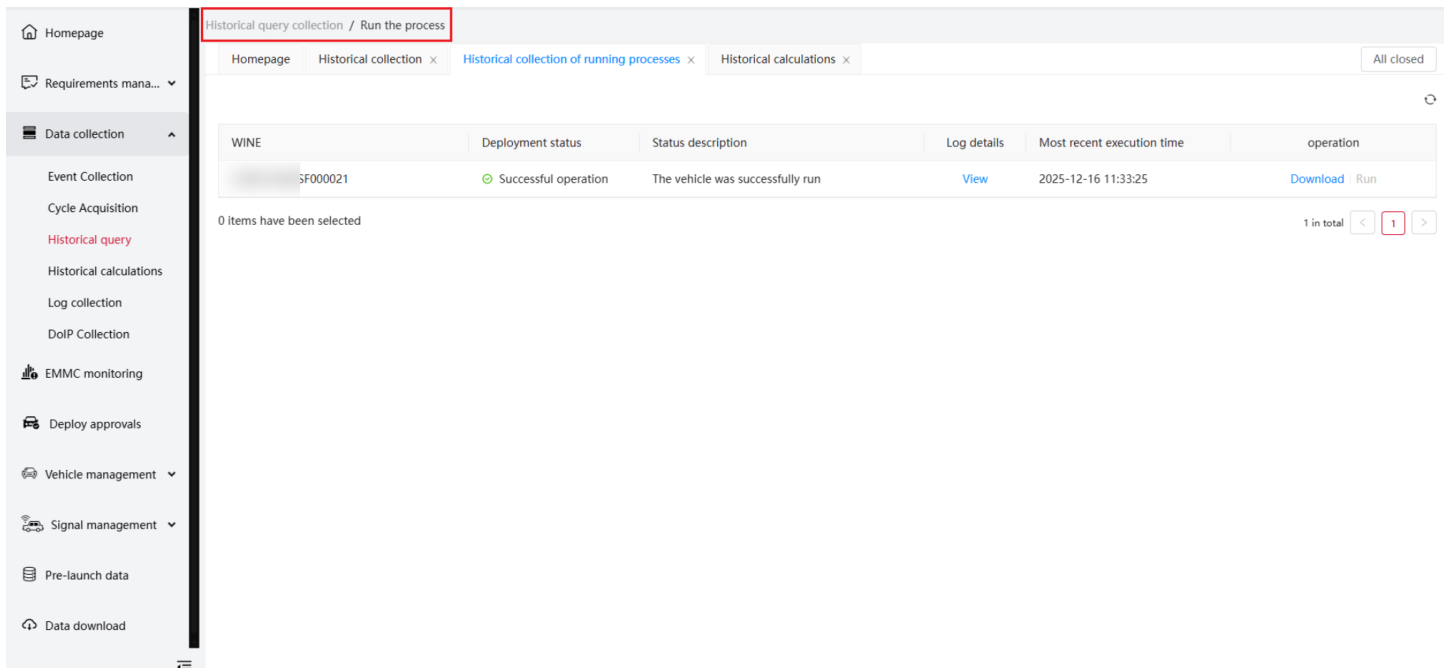 Homepage
Requirements mana...
Data collection
Event Collection
Cycle Acquisition
Historical query
Historical calculations
Log collection
DoIP Collection
EMMC monitoring
Deploy approvals
Vehicle management
Signal management
Pre-launch data
Data download
Historical query collection / Run the process
Homepage Historical collection × Historical collection of running processes × Historical calculations × All closed
WINE Deployment status Status description Log details Most recent execution time operation
SF000021 Successful operation The vehicle was successfully run View 2025-12-16 11:33:25 Download Run
0 items have been selected 1 in total < 1 >